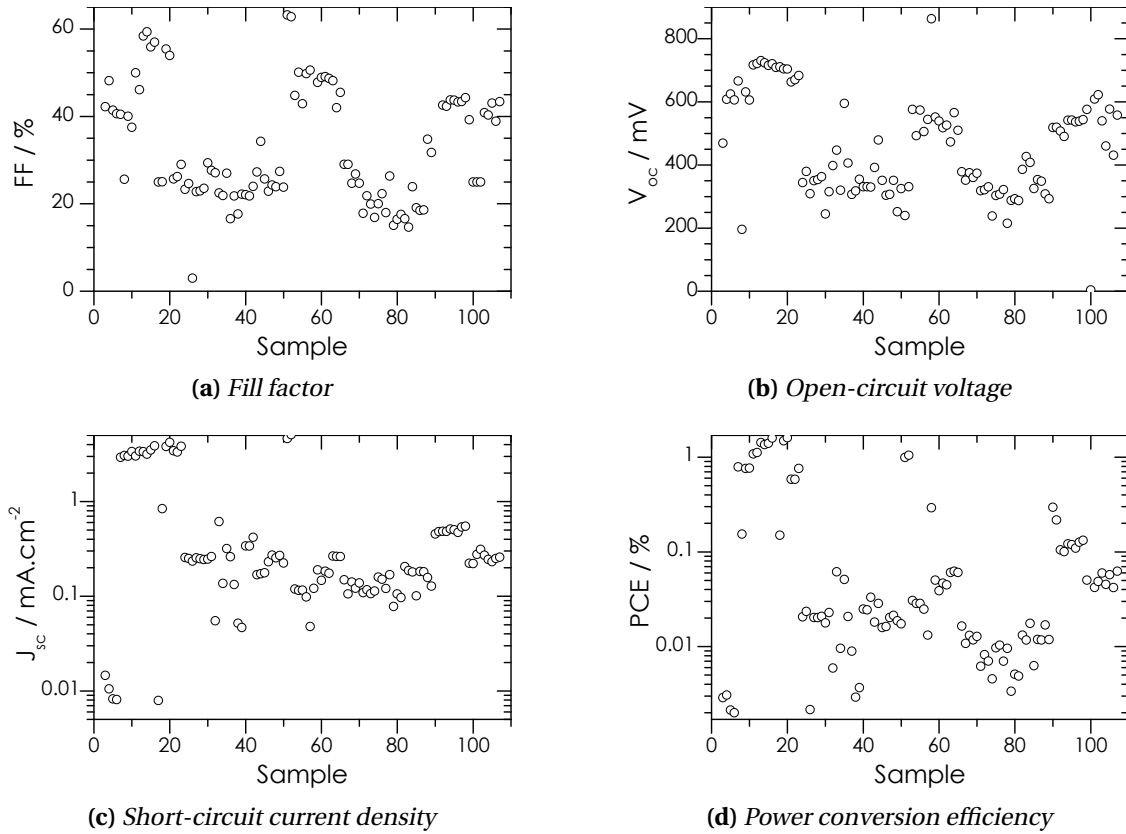 60
40
20
0
FF / %
0 20 40 60 80 100
Sample
(a) Fill factor
800
600
400
200
0
V_oc / mV
0 20 40 60 80 100
Sample
(b) Open-circuit voltage
1
0.1
0.01
J_sc / mA.cm^-2
0 20 40 60 80 100
Sample
(c) Short-circuit current density
1
0.1
0.01
PCE / %
0 20 40 60 80 100
Sample
(d) Power conversion efficiency